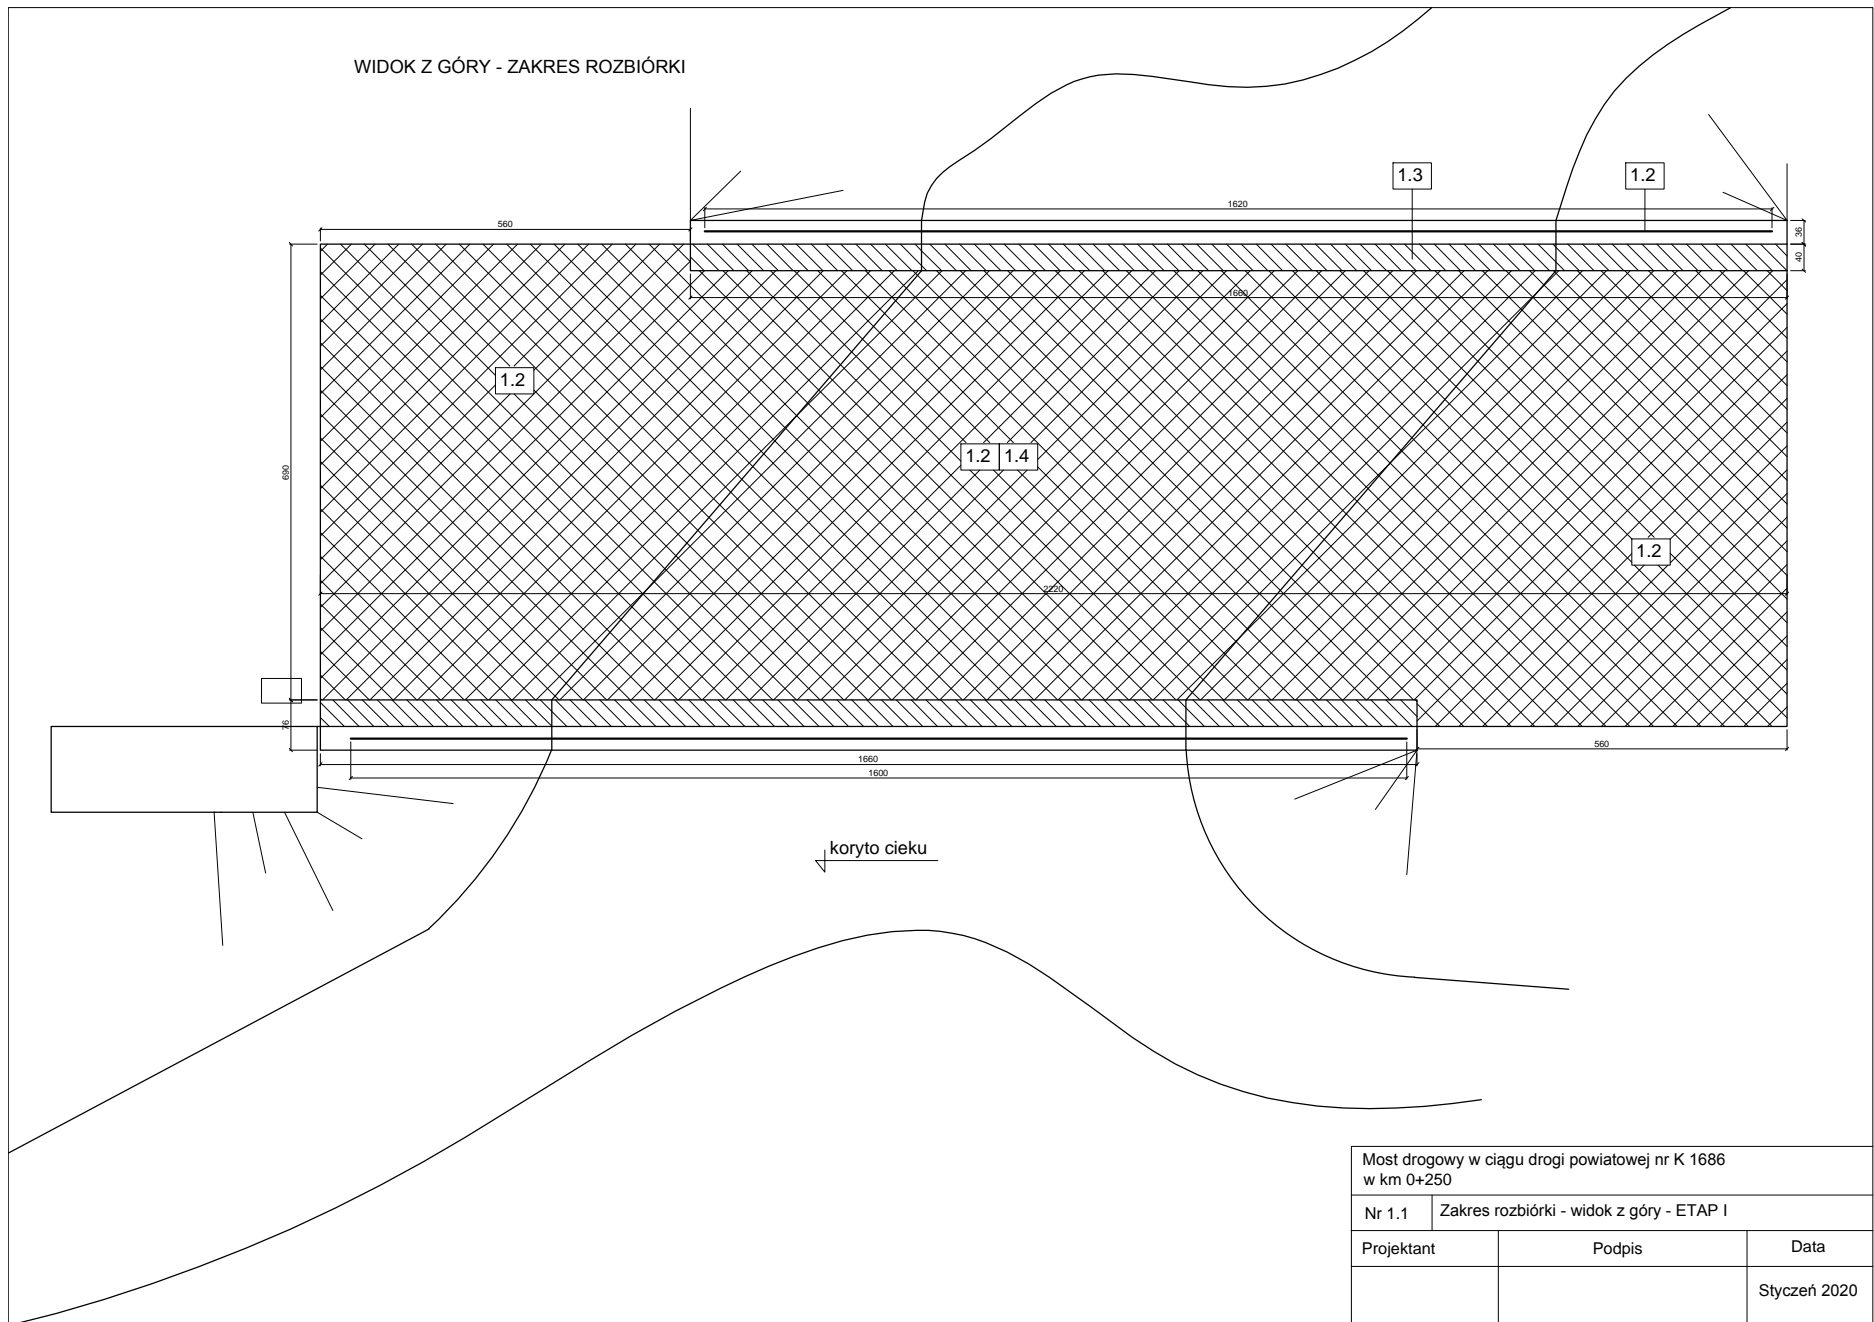 WIDOK Z GÓRY - ZAKRES ROZBIÓRKI
1.3
1.2
1620
560
36
40
1660
1.2
1.2 1.4
690
1.2
2220
76
560
1660
1600
koryto cieku
Most drogowy w ciągu drogi powiatowej nr K 1686
w km 0+250
Nr 1.1 Zakres rozbiórki - widok z góry - ETAP I
Projektant Podpis Data
Styczeń 2020